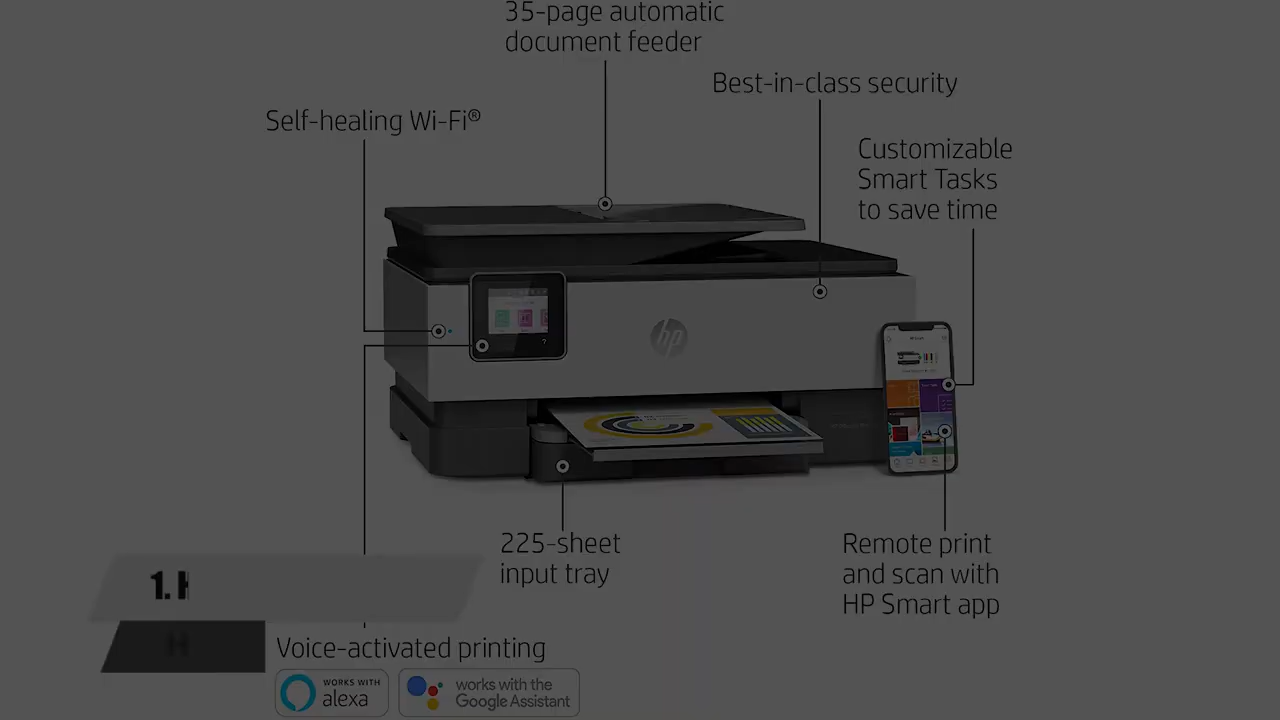 35-page automatic
document feeder
Best-in-class security
Self-healing Wi-Fi®
Customizable
Smart Tasks
to save time
hp
?
225-sheet
input tray
Remote print
and scan with
HP Smart app
1. H
H
Voice-activated printing
WORKS WITH
alexa
works with the
Google Assistant